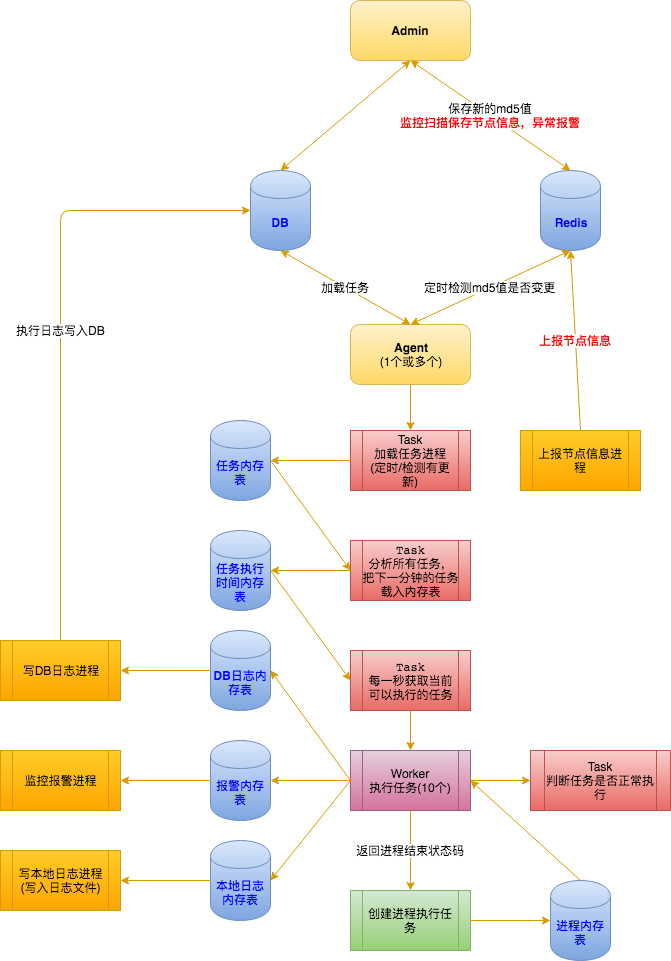 Admin
保存新的md5值
监控扫描保存节点信息，异常报警
DB
Redis
加载任务
定时检测md5值是否变更
执行日志写入DB
Agent
(1个或多个)
上报节点信息
任务内存
表
Task
加载任务进程
(定时/检测有更
新)
上报节点信息进
程
任务执行
时间内存
表
Task
分析所有任务，
把下一分钟的任务
载入内存表
写DB日志进程
DB日志内
存表
Task
每一秒获取当前
可以执行的任务
监控报警进程
报警内存
表
Worker
执行任务(10个)
Task
判断任务是否正常执
行
返回进程结束状态码
写本地日志进程
(写入日志文件)
本地日志
内存表
创建进程执行任
务
进程内存
表